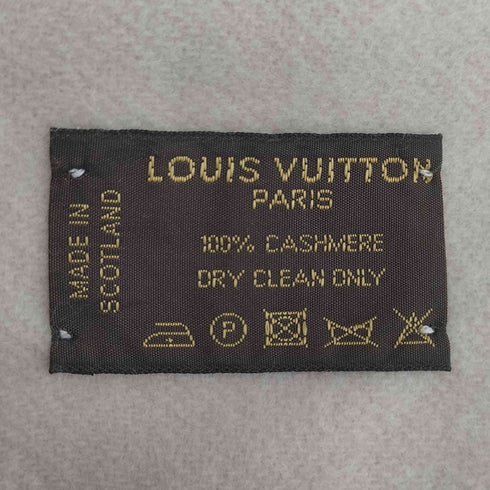 LOUIS VUITTON
PARIS
100% CASHMERE
DRY CLEAN ONLY
P
MADE IN
SCOTLAND